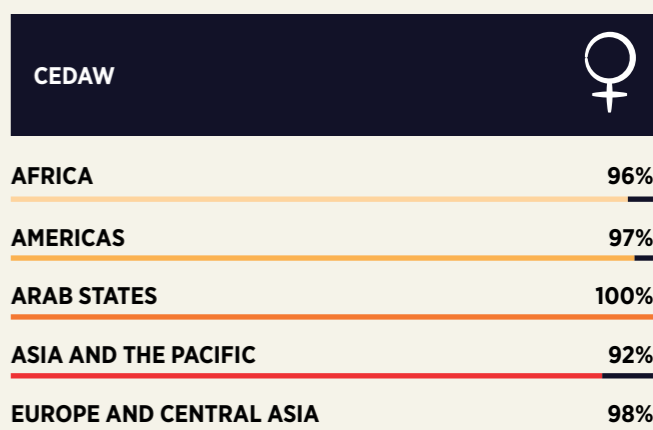 CEDAW
AFRICA 96%
AMERICAS 97%
ARAB STATES 100%
ASIA AND THE PACIFIC 92%
EUROPE AND CENTRAL ASIA 98%